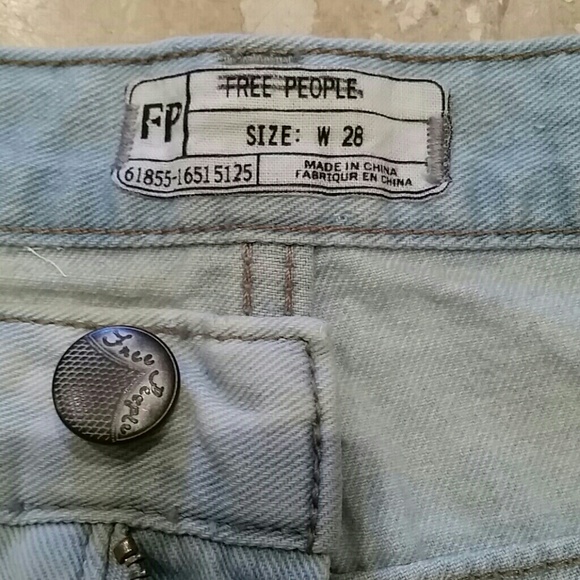 FP
FREE PEOPLE
SIZE: W 28
61855-16515125
MADE IN CHINA
FABRIQUR EN CHINA
Free People